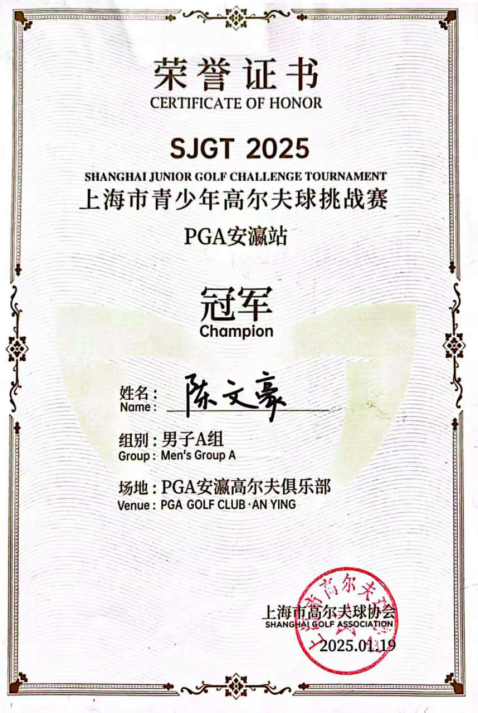 荣誉证书
CERTIFICATE OF HONOR
SJGT 2025
SHANGHAI JUNIOR GOLF CHALLENGE TOURNAMENT
上海市青少年高尔夫球挑战赛
PGA安瀛站
冠军
Champion
姓名：陈文豪
Name：
组别：男子A组
Group：Men's Group A
场地：PGA安瀛高尔夫俱乐部
Venue：PGA GOLF CLUB·AN YING
上海市高尔夫球协会
SHANGHAI GOLF ASSOCIATION
2025.01.19